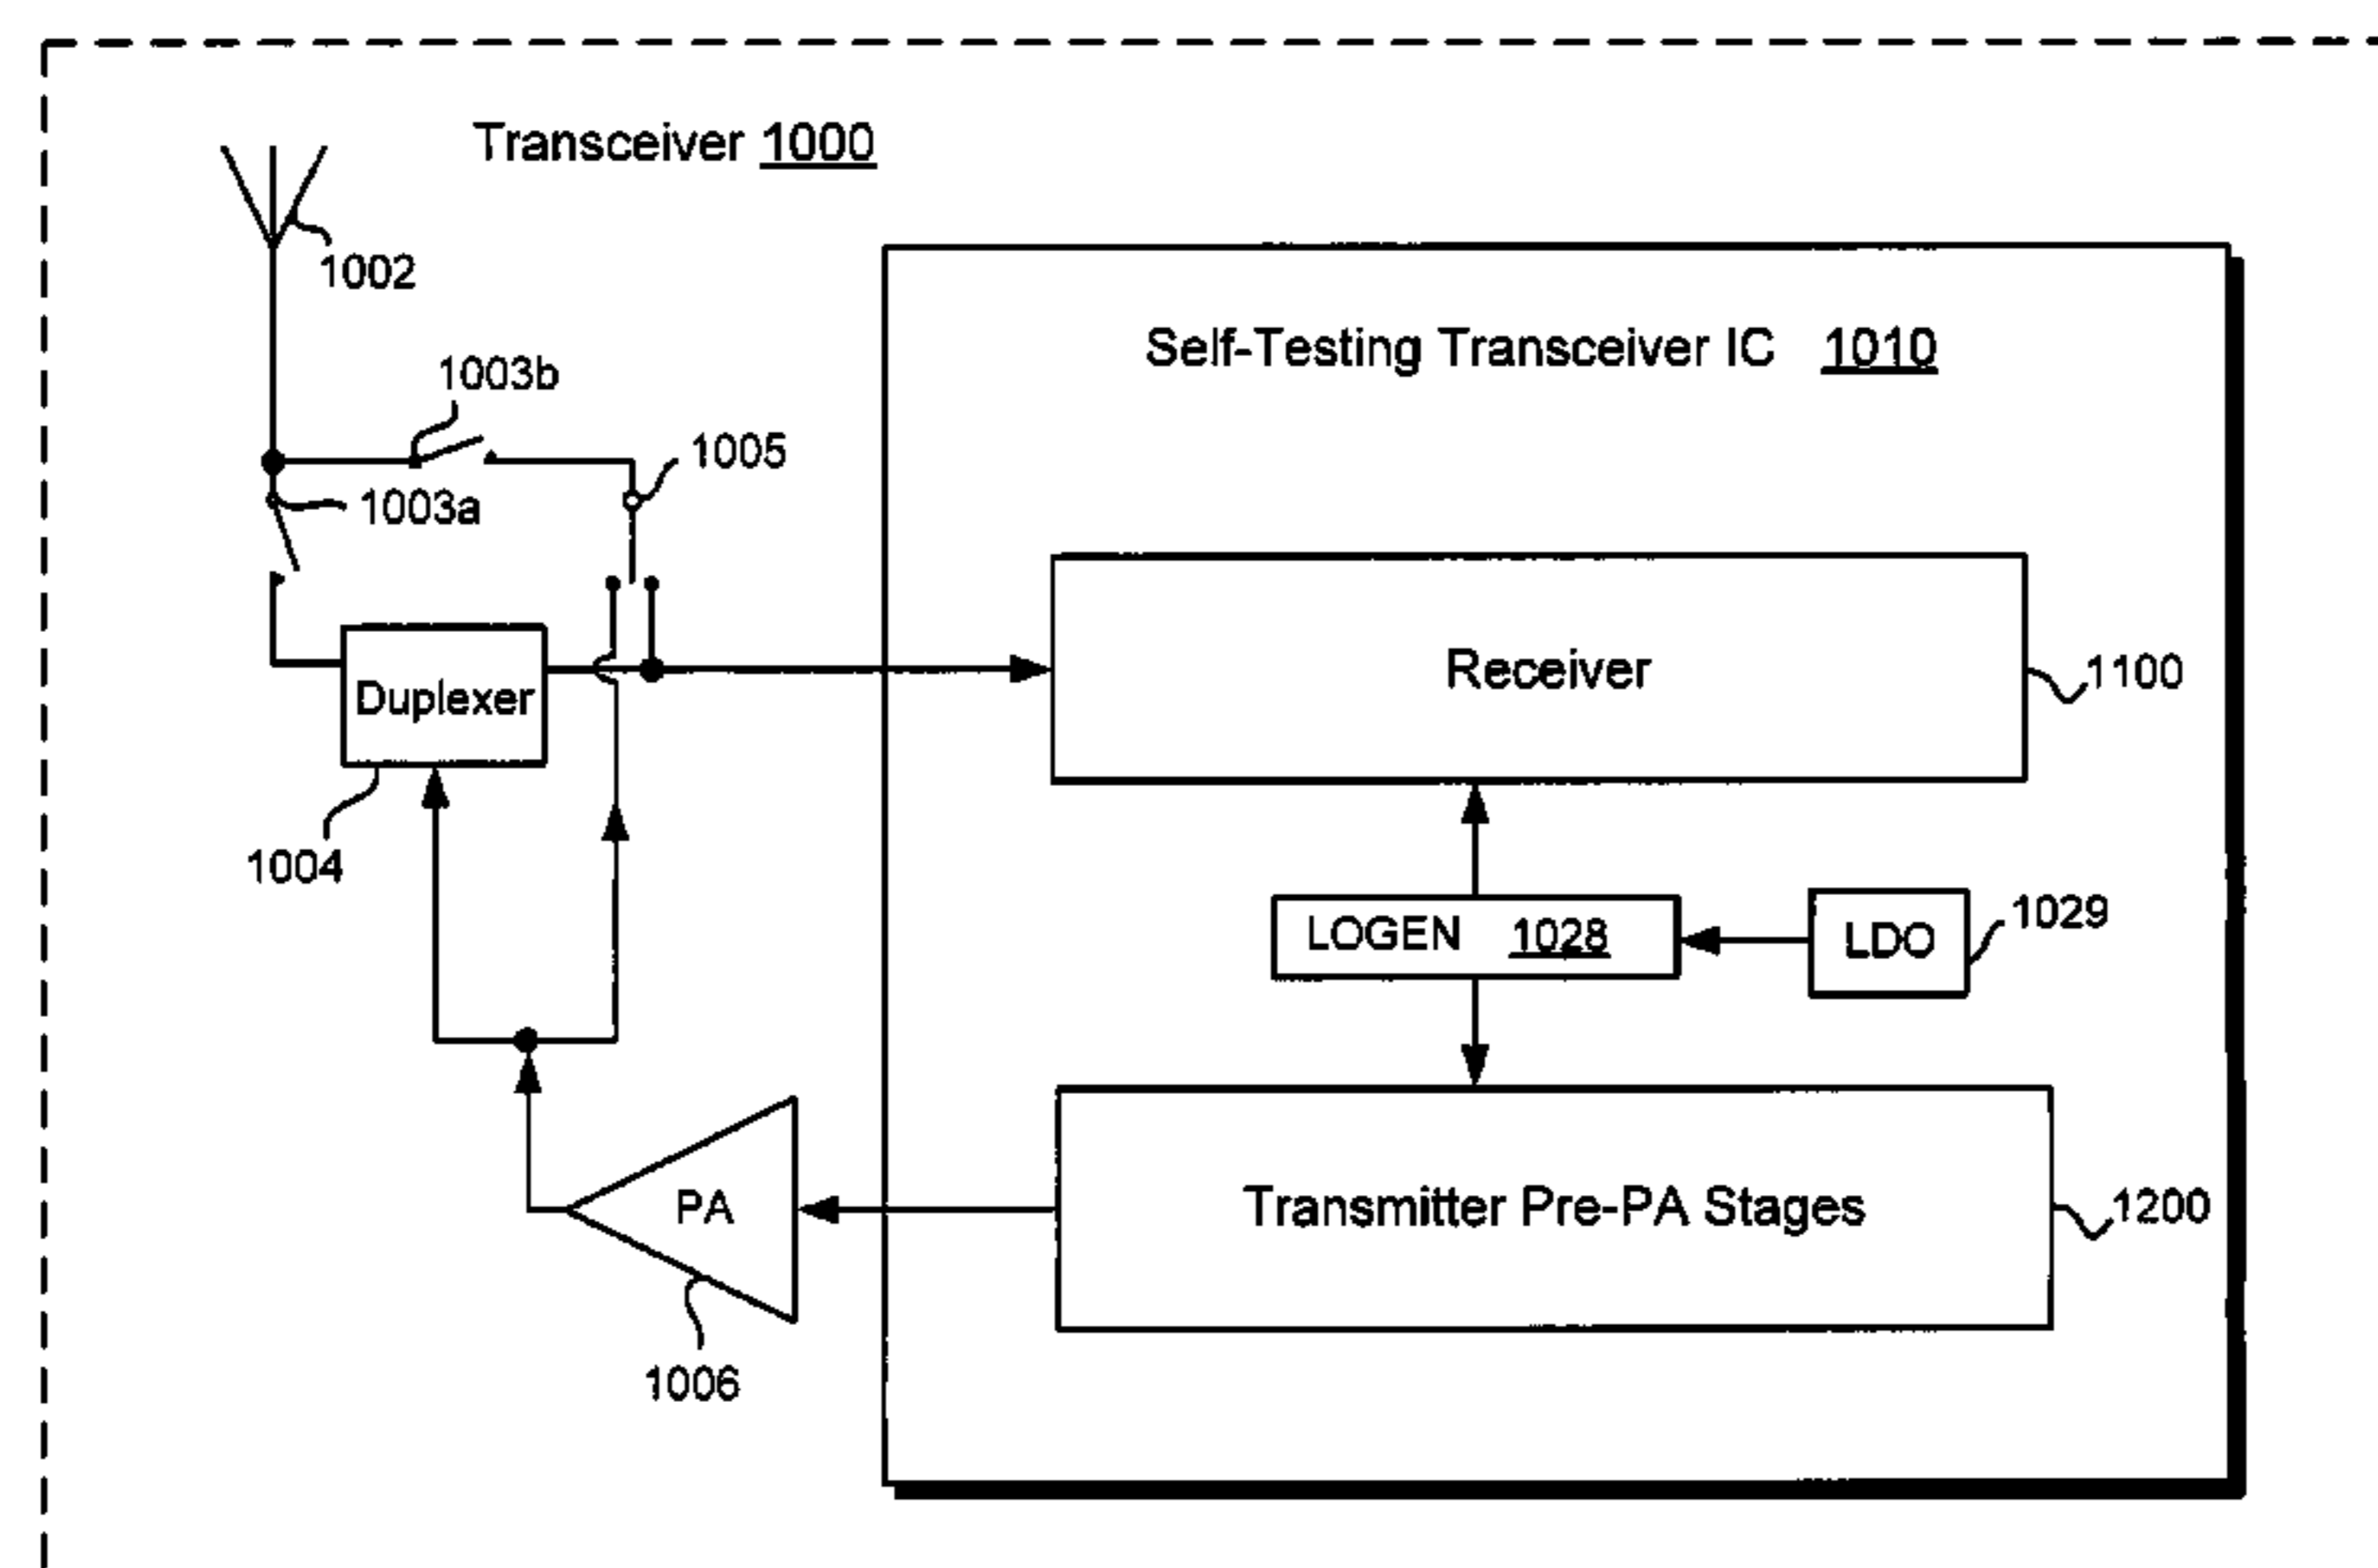 Transceiver 1000
1002
Self-Testing Transceiver IC 1010
1003b
1005
1003a
Receiver
1100
Duplexer
1004
LOGEN 1028
LDO
1029
PA
Transmitter Pre-PA Stages
1200
1006